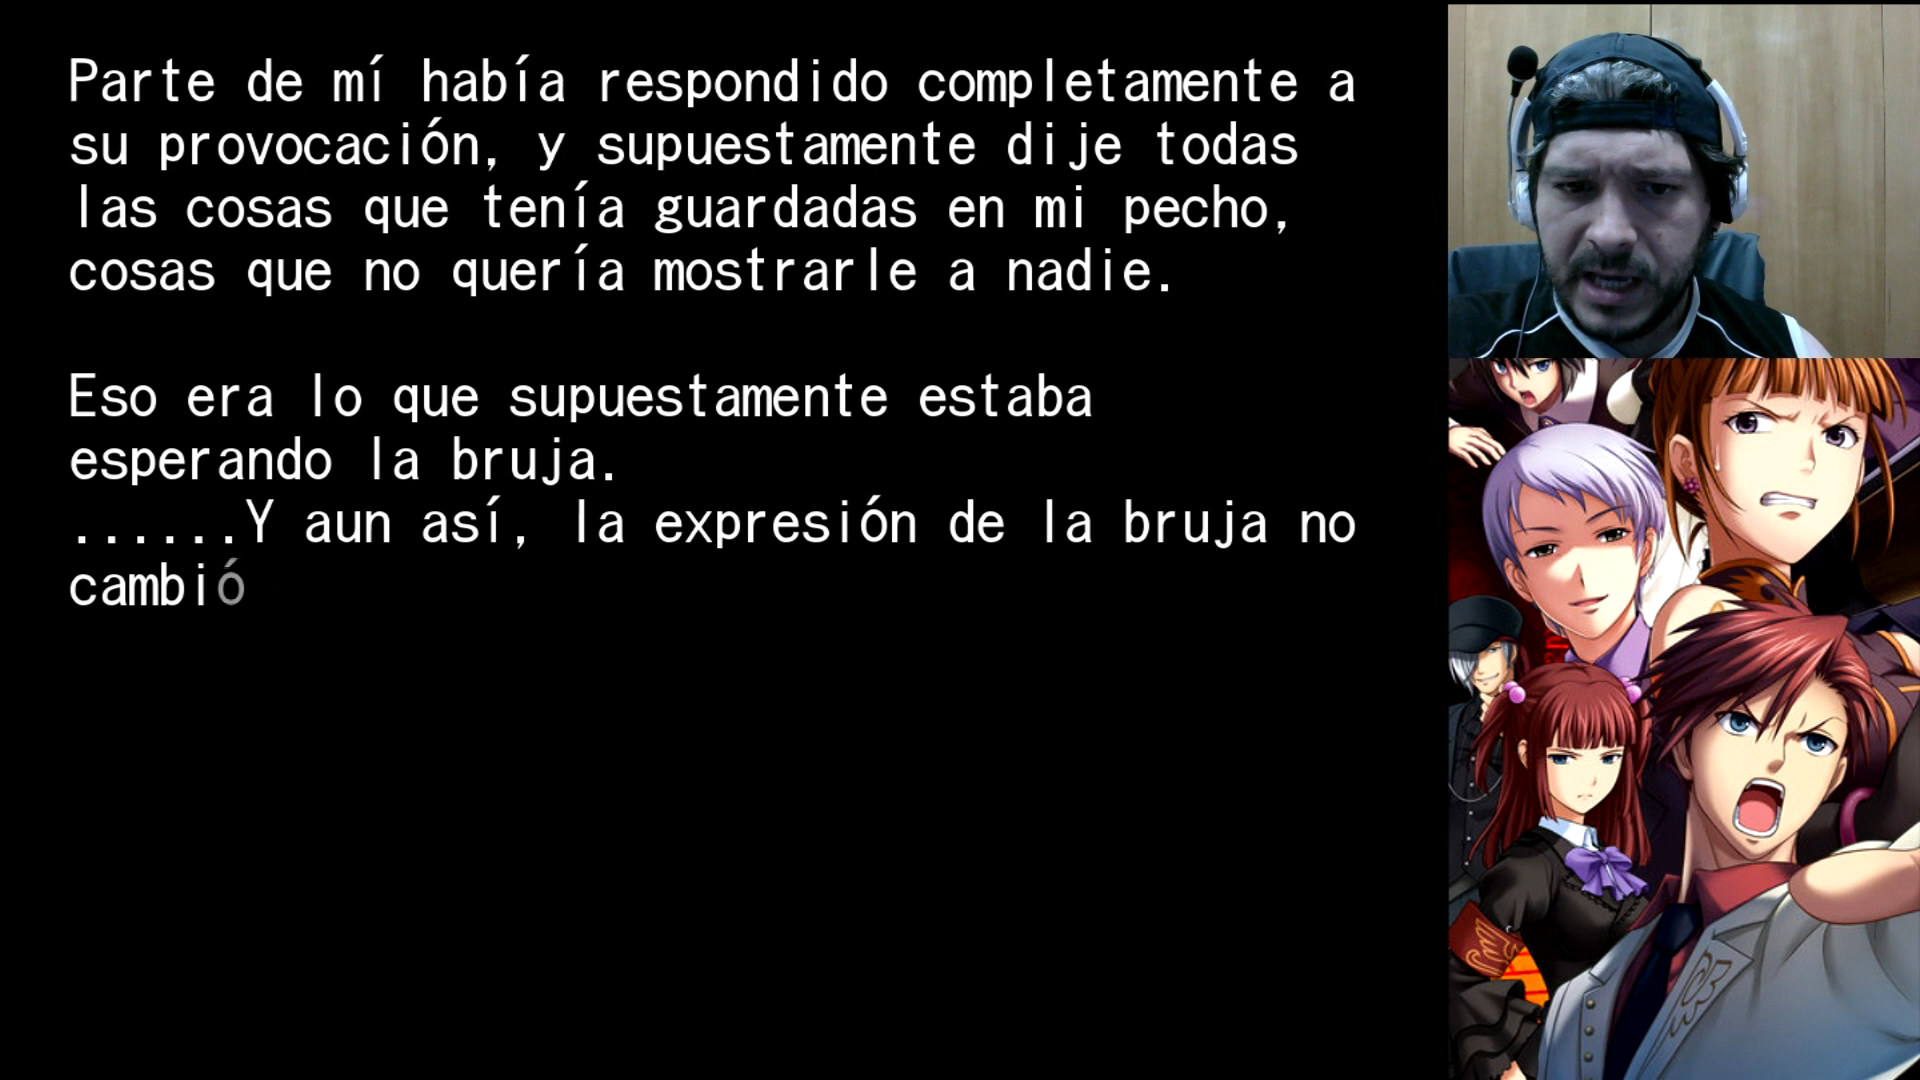 Parte de mí había respondido completamente a
su provocación, y supuestamente dije todas
las cosas que tenía guardadas en mi pecho,
cosas que no quería mostrarle a nadie.
Eso era lo que supuestamente estaba
esperando la bruja.
......Y aun así, la expresión de la bruja no
cambió